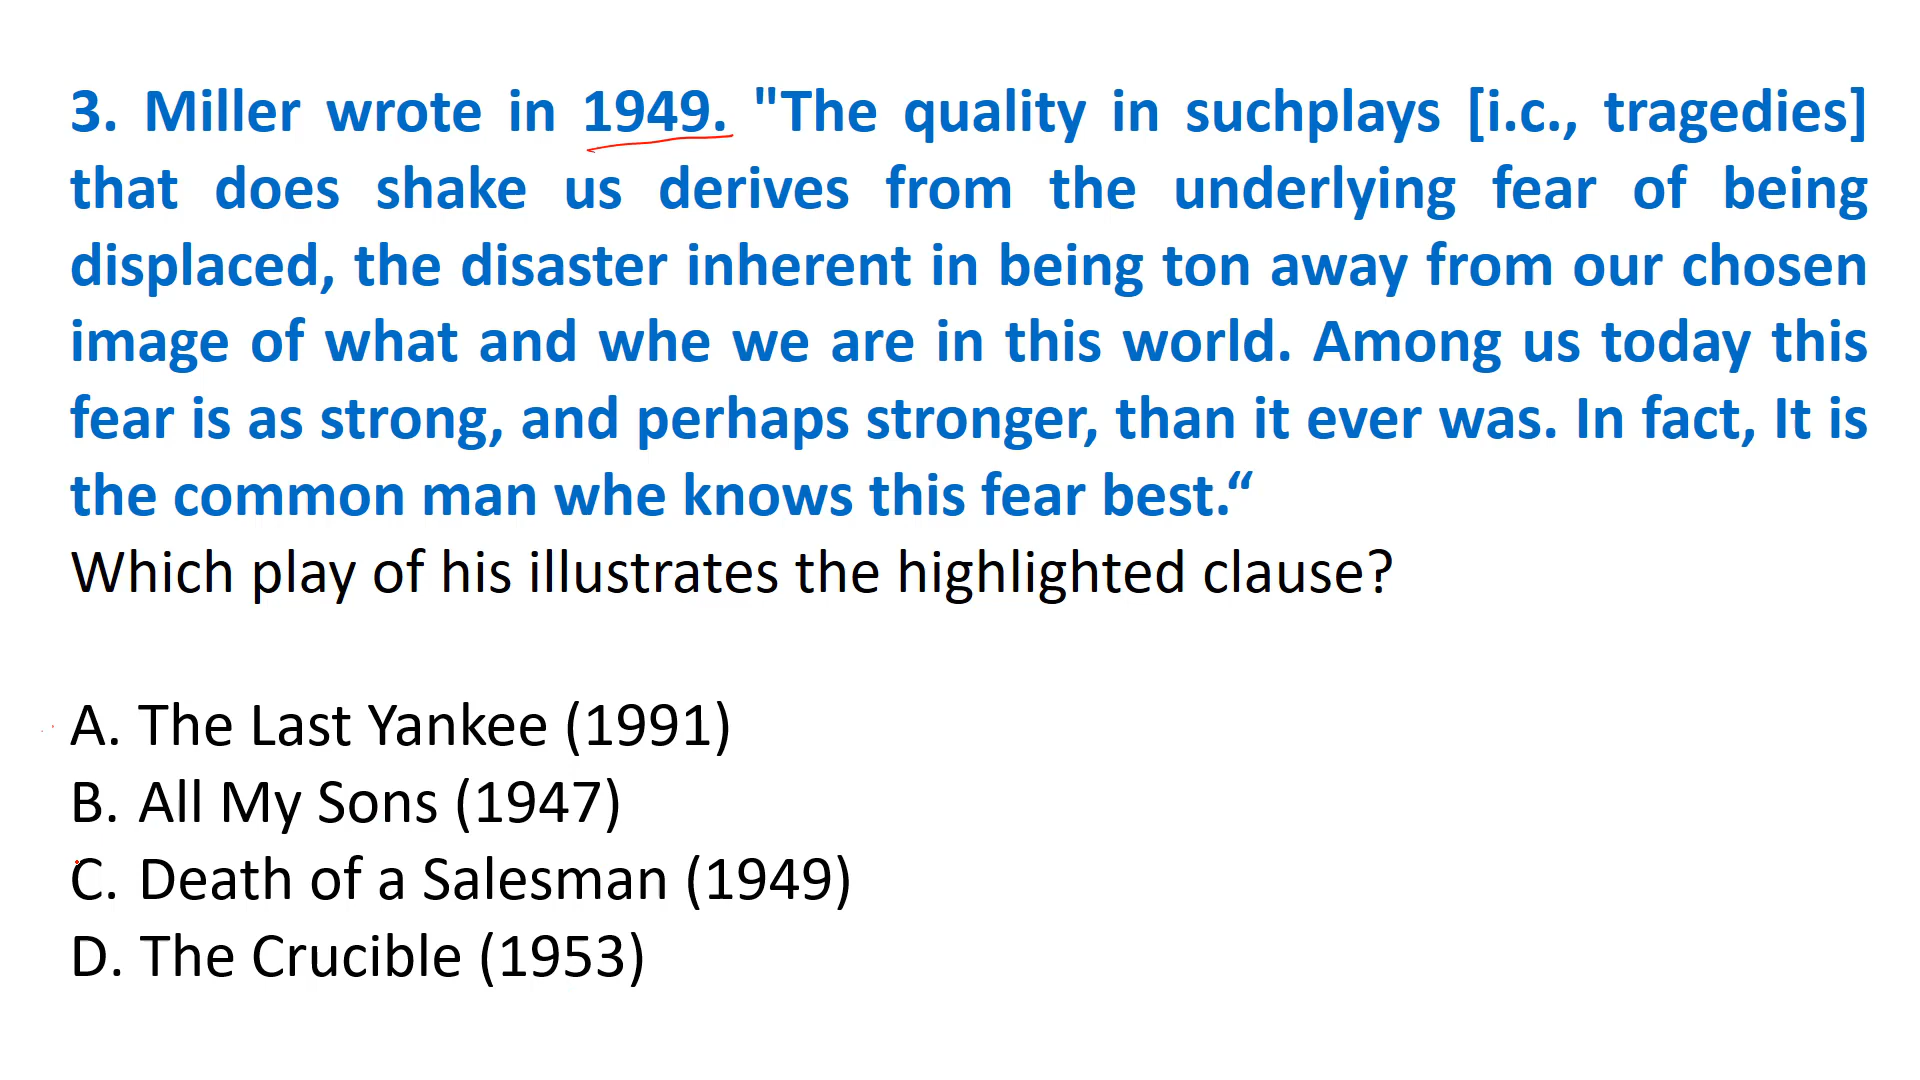 3. Miller wrote in 1949. "The quality in suchplays [i.c., tragedies]
that does shake us derives from the underlying fear of being
displaced, the disaster inherent in being ton away from our chosen
image of what and whe we are in this world. Among us today this
fear is as strong, and perhaps stronger, than it ever was. In fact, It is
the common man whe knows this fear best.“
Which play of his illustrates the highlighted clause?
A. The Last Yankee (1991)
B. All My Sons (1947)
C. Death of a Salesman (1949)
D. The Crucible (1953)